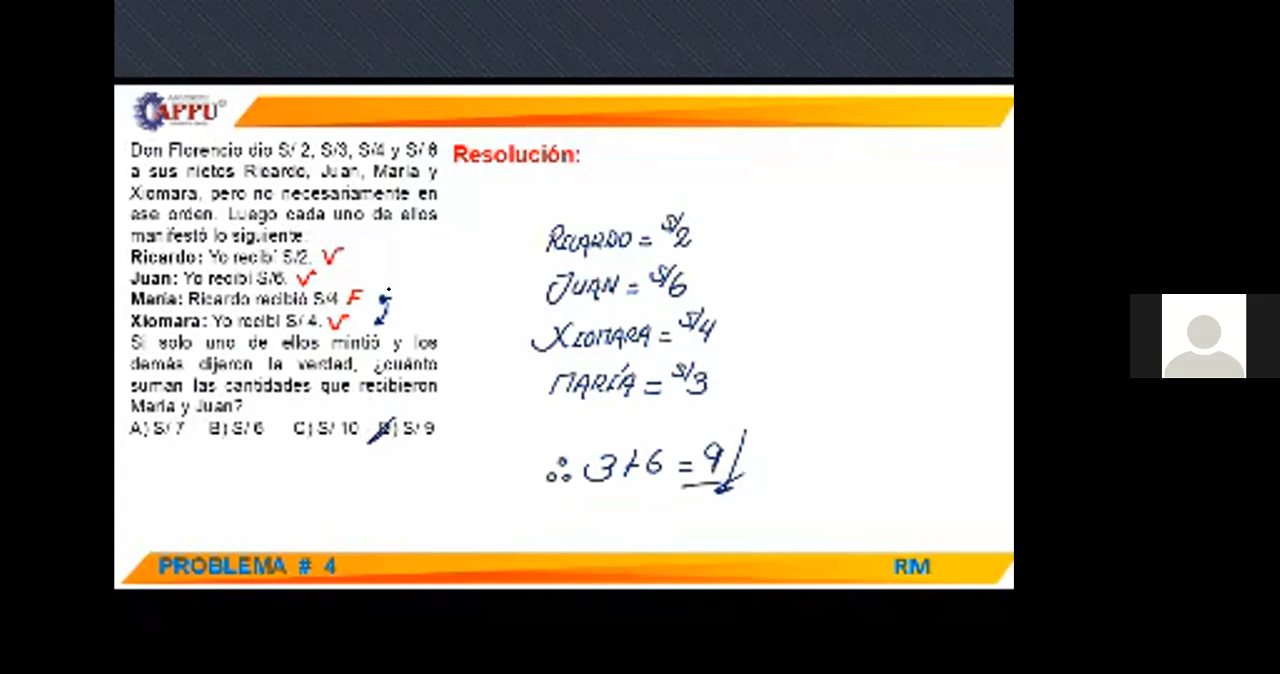 APPU
Don Florencio dio S/ 2, S/3, S/4 y S/ 6
a sus nietos Ricardo, Juan, María y
Xiomara, pero no necesariamente en
ese orden. Luego cada uno de ellos
manifestó lo siguiente:
Ricardo: Yo recibí S/2. V
Juan: Yo recibí S/6. V
María: Ricardo recibió S/4 F
Xiomara: Yo recibí S/ 4. V
Si solo uno de ellos mintió y los
demás dijeron la verdad, ¿cuánto
suman las cantidades que recibieron
María y Juan?
A) S/ 7 B) S/ 6 C) S/ 10 D) S/ 9
Resolución:
RICARDO = S/2
JUAN = S/6
XIOMARA = S/4
MARÍA = S/3
∴ 3+6 = 9
PROBLEMA # 4
RM